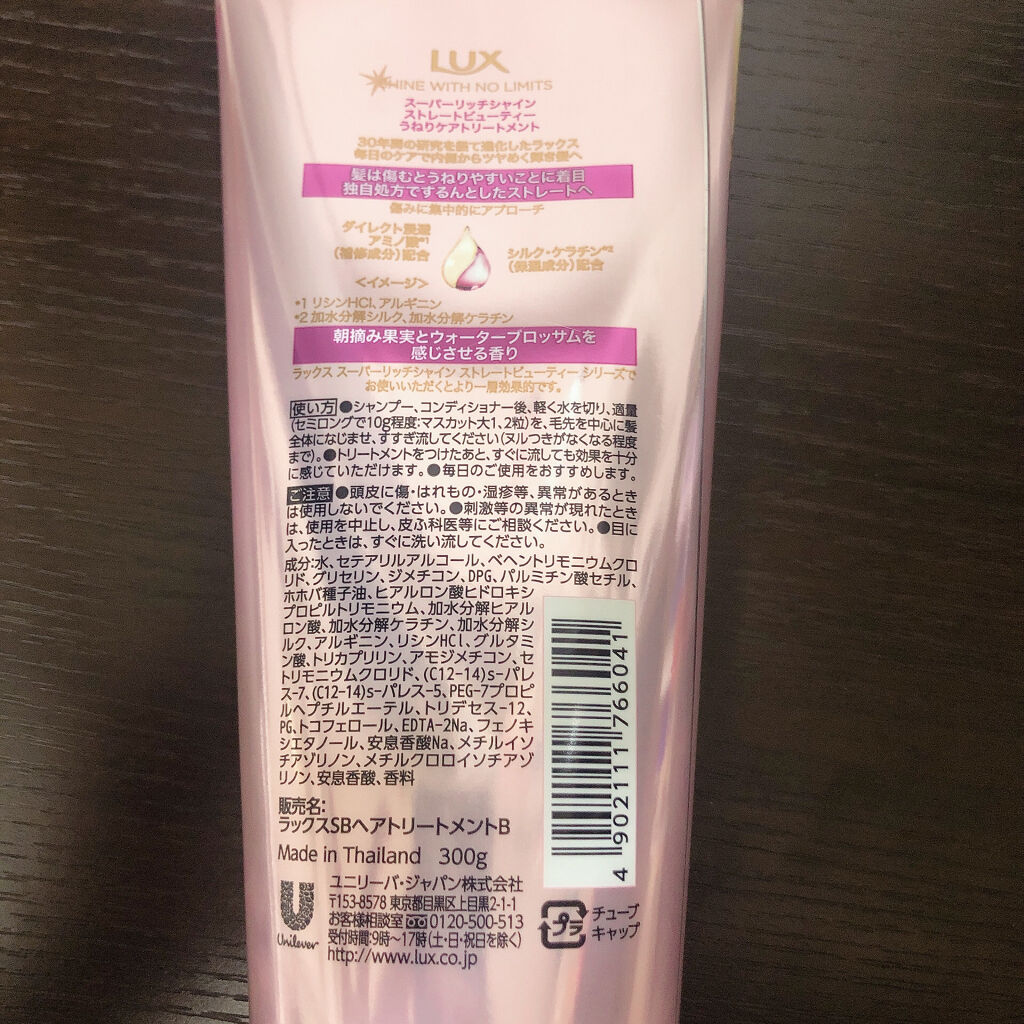 LUX
SHINE WITH NO LIMITS
スーパーリッチシャイン
ストレートビューティー
うねりケアトリートメント
30年間の研究を経て進化したラックス
毎日のケアで内側からツヤめく輝き髪へ
髪は傷むとうねりやすいことに着目
独自処方でするんとしたストレートへ
傷みに集中的にアプローチ
ダイレクト浸透
アミノ酸*1
(補修成分)配合
シルク・ケラチン*2
(保湿成分)配合
<イメージ>
*1 リシンHCl、アルギニン
*2 加水分解シルク、加水分解ケラチン
朝摘み果実とウォーターブロッサムを
感じさせる香り
ラックス スーパーリッチシャイン ストレートビューティー シリーズで
お使いいただくとより一層効果的です。
使い方 ●シャンプー、コンディショナー後、軽く水を切り、適量
(セミロングで10g程度:マスカット大1、2粒)を、毛先を中心に髪
全体になじませ、すすぎ流してください(ヌルつきがなくなる程度
まで)。●トリートメントをつけたあと、すぐに流しても効果を十分
に感じていただけます。●毎日のご使用をおすすめします。
ご注意 ●頭皮に傷・はれもの・湿疹等、異常があるとき
は使用しないでください。●刺激等の異常が現れたとき
は、使用を中止し、皮ふ科医等にご相談ください。●目に
入ったときは、すぐに洗い流してください。
成分:水、セテアリルアルコール、ベヘントリモニウムクロ
リド、グリセリン、ジメチコン、DPG、パルミチン酸セチル、
ホホバ種子油、ヒアルロン酸ヒドロキシ
プロピルトリモニウム、加水分解ヒアル
ロン酸、加水分解ケラチン、加水分解シ
ルク、アルギニン、リシンHCl、グルタミ
ン酸、トリカプリリン、アモジメチコン、セ
トリモニウムクロリド、(C12-14)s-パレ
ス-7、(C12-14)s-パレス-5、PEG-7プロピ
ルヘプチルエーテル、トリデセス-12、
PG、トコフェロール、EDTA-2Na、フェノキ
シエタノール、安息香酸Na、メチルイソ
チアゾリノン、メチルクロロイソチアゾ
リノン、安息香酸、香料
4 902111 766041
販売名:
ラックスSBヘアトリートメントB
Made in Thailand 300g
Unilever
ユニリーバ・ジャパン株式会社
〒153-8578 東京都目黒区上目黒2-1-1
お客様相談室 0120-500-513
受付時間:9時～17時(土・日・祝日を除く)
http://www.lux.co.jp
プラ
チューブ
キャップ